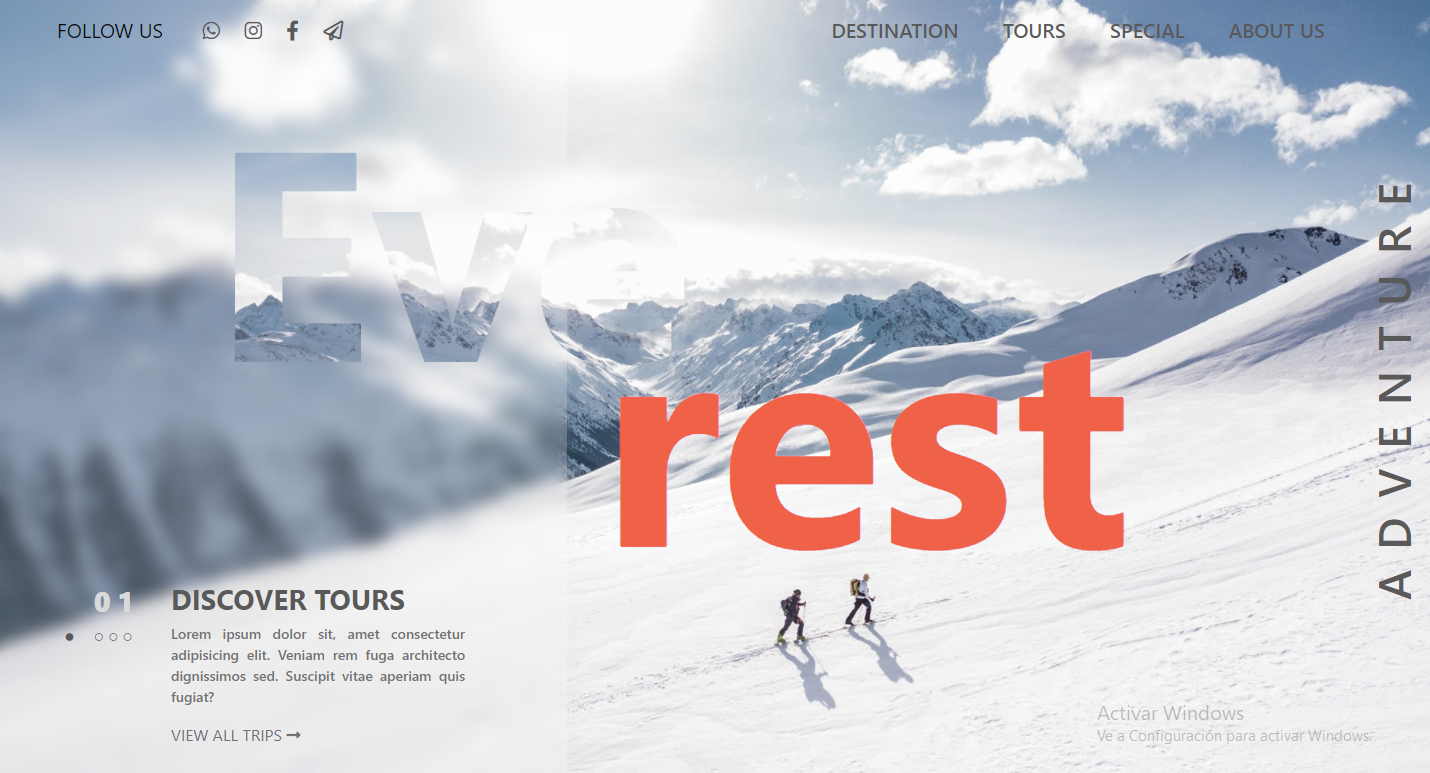 FOLLOW US
DESTINATION TOURS SPECIAL ABOUT US
Eve
rest
ADVENTURE
01
DISCOVER TOURS
Lorem ipsum dolor sit, amet consectetur
adipisicing elit. Veniam rem fuga architecto
dignissimos sed. Suscipit vitae aperiam quis
fugiat?
VIEW ALL TRIPS
Activar Windows
Ve a Configuración para activar Windows.